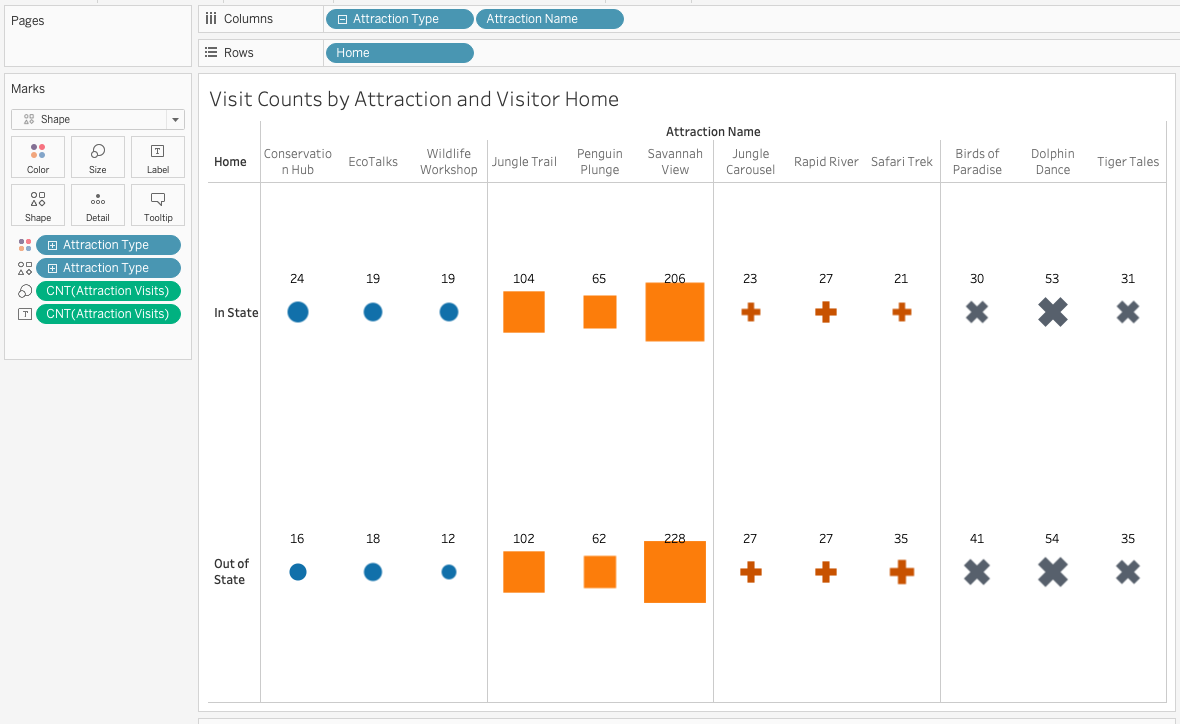 Pages
Columns
Attraction Type
Attraction Name
Rows
Home
Marks
Shape
Color
Size
Label
Shape
Detail
Tooltip
Attraction Type
Attraction Type
CNT(Attraction Visits)
CNT(Attraction Visits)
Visit Counts by Attraction and Visitor Home
Attraction Name
Home
Conservatio
n Hub
EcoTalks
Wildlife
Workshop
Jungle Trail
Penguin
Plunge
Savannah
View
Jungle
Carousel
Rapid River
Safari Trek
Birds of
Paradise
Dolphin
Dance
Tiger Tales
24 19 19 104 65 206 23 27 21 30 53 31
In State
16 18 12 102 62 228 27 27 35 41 54 35
Out of
State